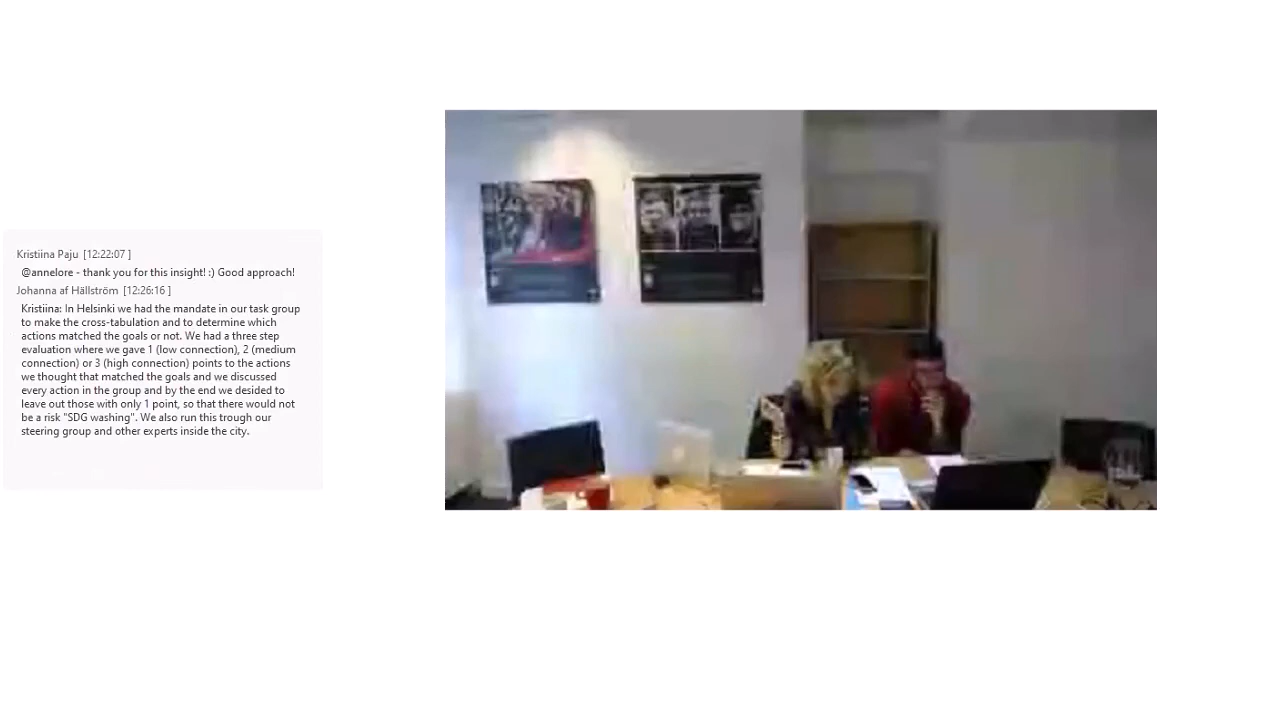 Kristiina Paju [12:22:07 ]
@annelore - thank you for this insight! :) Good approach!
Johanna af Hällström [12:26:16 ]
Kristiina: In Helsinki we had the mandate in our task group
to make the cross-tabulation and to determine which
actions matched the goals or not. We had a three step
evaluation where we gave 1 (low connection), 2 (medium
connection) or 3 (high connection) points to the actions
we thought that matched the goals and we discussed
every action in the group and by the end we desided to
leave out those with only 1 point, so that there would not
be a risk "SDG washing". We also run this trough our
steering group and other experts inside the city.